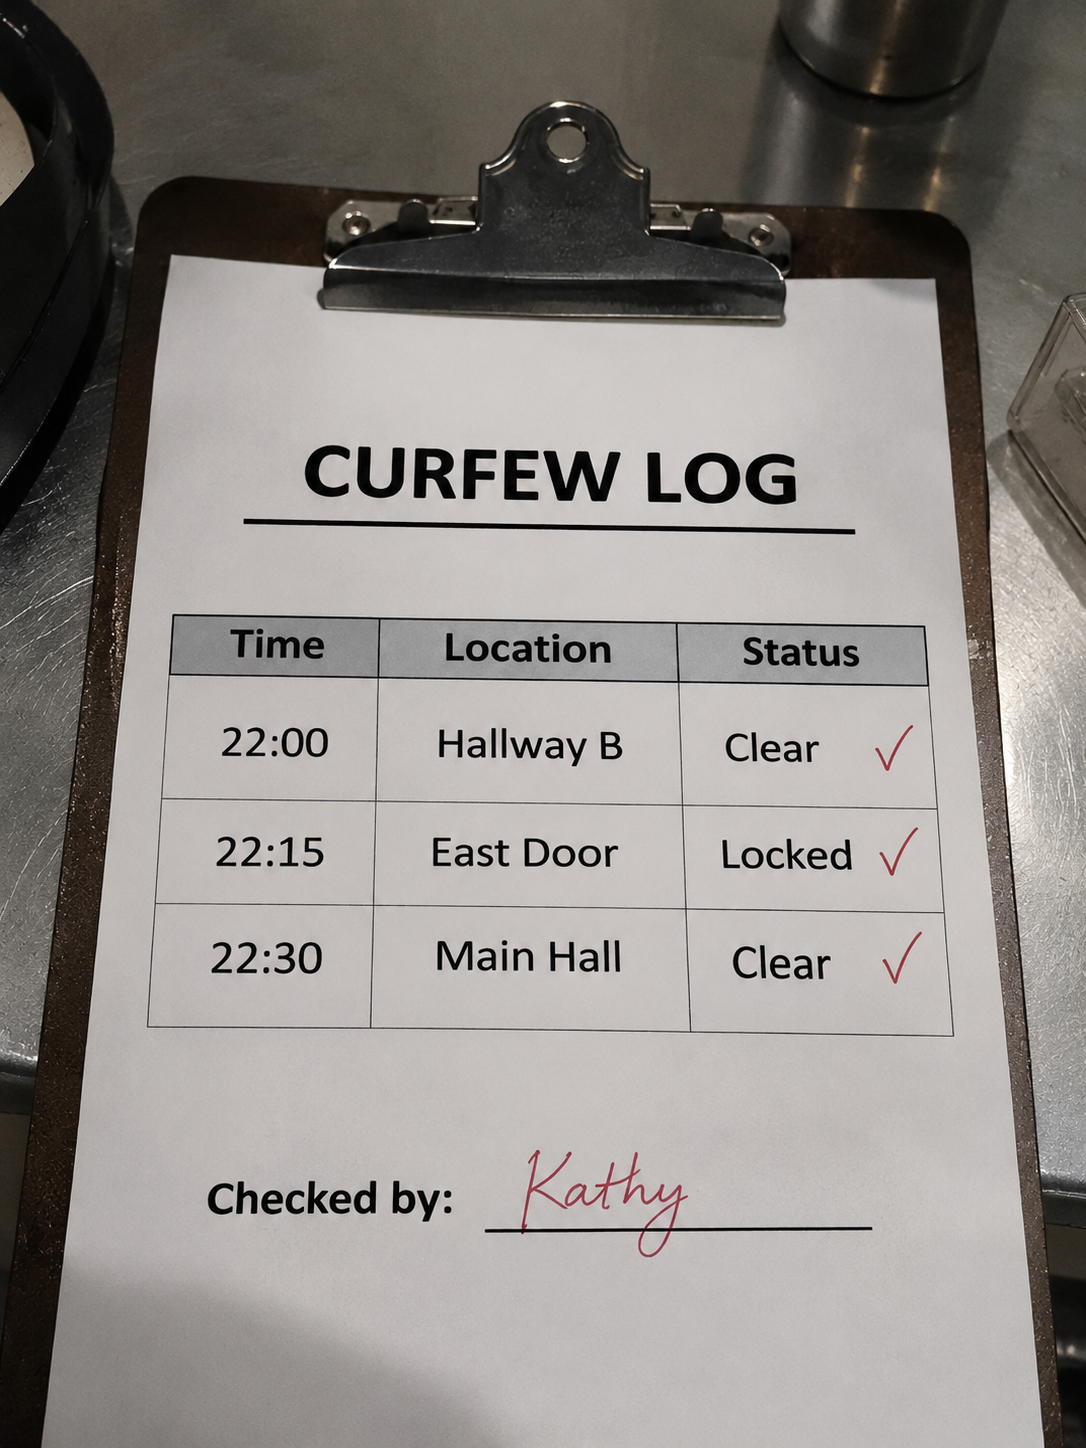 CURFEW LOG
Time Location Status
22:00 Hallway B Clear ✓
22:15 East Door Locked ✓
22:30 Main Hall Clear ✓
Checked by: Kathy